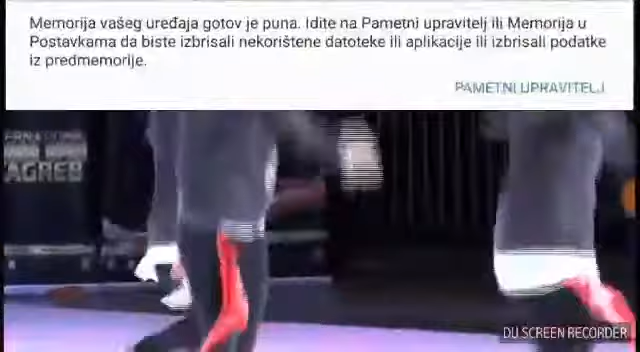 Memorija vašeg uređaja gotov je puna. Idite na Pametni upravitelj ili Memorija u
Postavkama da biste izbrisali nekorištene datoteke ili aplikacije ili izbrisali podatke
iz predmemorije.
PAMETNI UPRAVITELJ
AGREB
DU SCREEN RECORDER